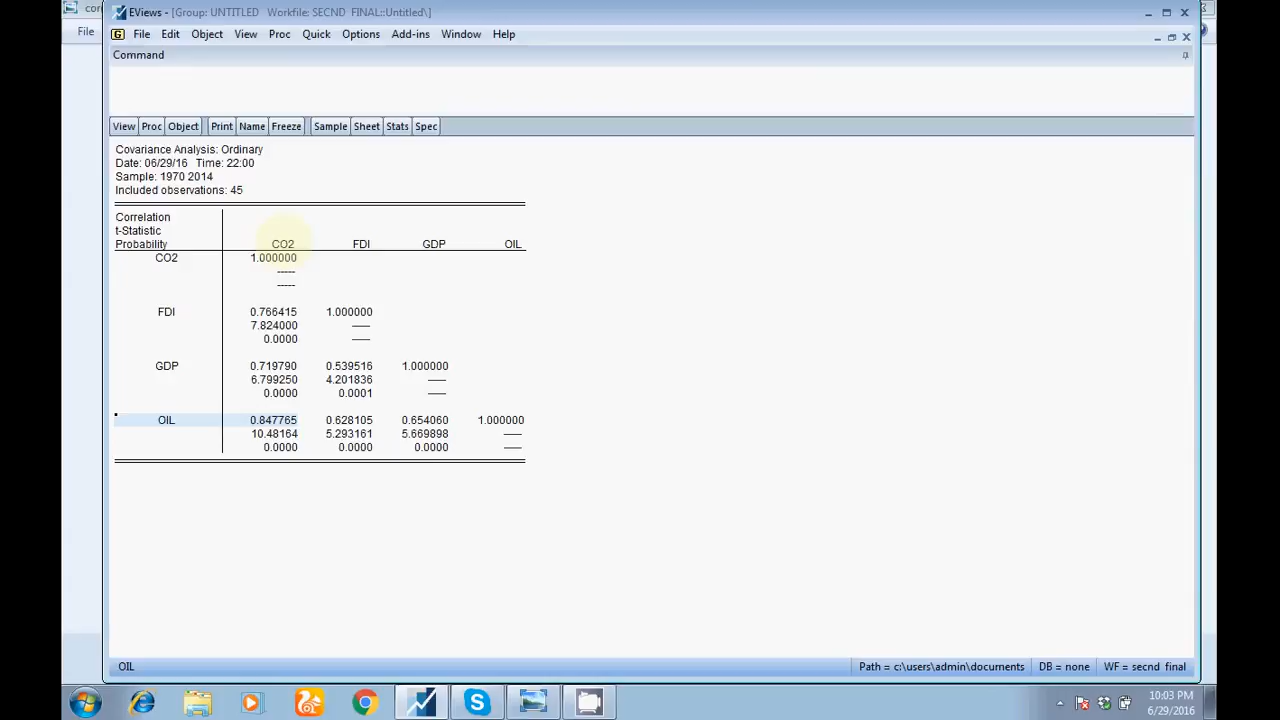 cor
EViews - [Group: UNTITLED Workfile: SECND FINAL::Untitled\]
File
File Edit Object View Proc Quick Options Add-ins Window Help
Command
View Proc Object Print Name Freeze Sample Sheet Stats Spec
Covariance Analysis: Ordinary
Date: 06/29/16 Time: 22:00
Sample: 1970 2014
Included observations: 45
Correlation
t-Statistic
Probability CO2 FDI GDP OIL
CO2 1.000000
-----
-----
FDI 0.766415 1.000000
7.824000 -----
0.0000 -----
GDP 0.719790 0.539516 1.000000
6.799250 4.201836 -----
0.0000 0.0001 -----
OIL 0.847765 0.628105 0.654060 1.000000
10.48164 5.293161 5.669898 -----
0.0000 0.0000 0.0000 -----
OIL Path = c:\users\admin\documents DB = none WF = secnd final
10:03 PM
6/29/2016